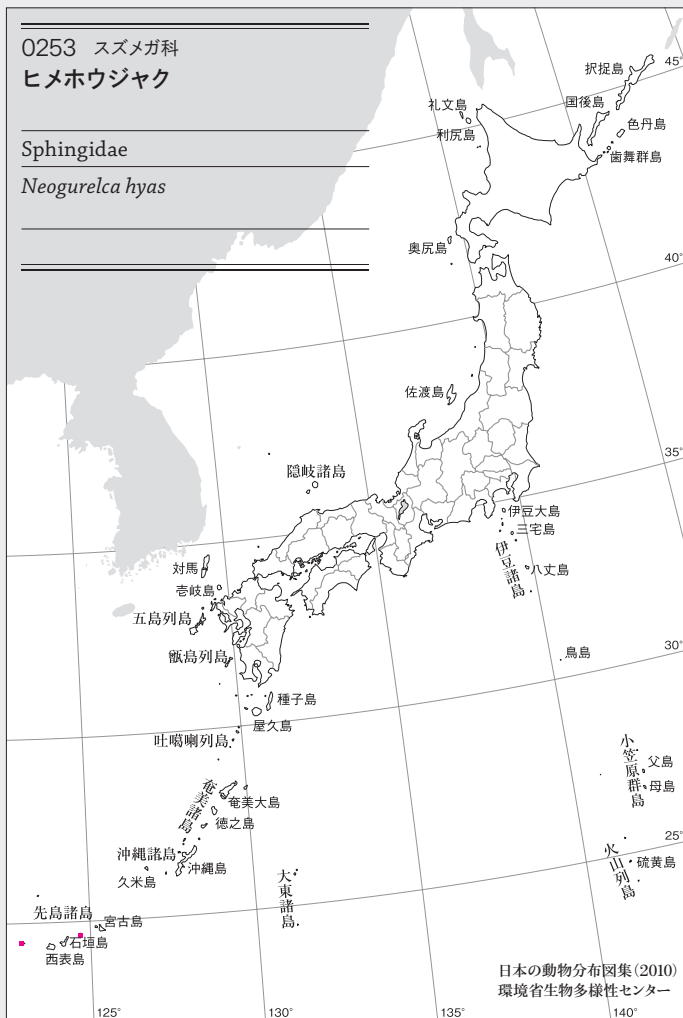 0253 スズメガ科
ヒメホウジャク
Sphingidae
Neogurelca hyas
45°
択捉島
国後島
礼文島
色丹島
利尻島
歯舞群島
奥尻島
40°
佐渡島
35°
隠岐諸島
伊豆大島
三宅島
伊豆諸島
八丈島
対馬
壱岐島
五島列島
甑島列島
鳥島
30°
種子島
屋久島
吐噶喇列島
小笠原群島
父島
母島
奄美諸島
奄美大島
徳之島
25°
沖縄諸島
沖縄島
久米島
火山列島
硫黄島
大東諸島
先島諸島
宮古島
石垣島
西表島
日本の動物分布図集(2010)
環境省生物多様性センター
125°
130°
135°
140°